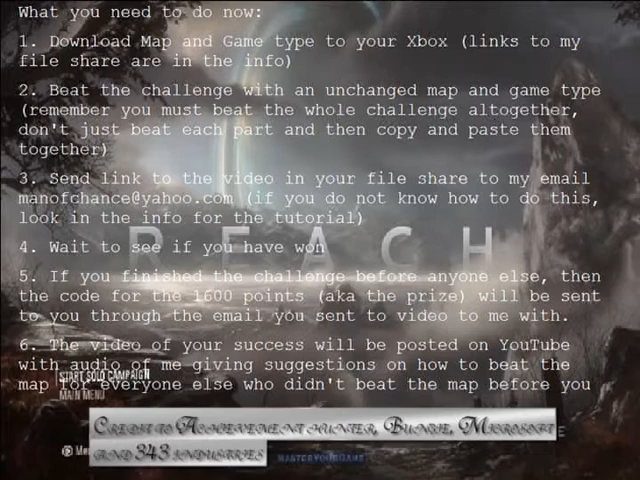 What you need to do now:
1. Download Map and Game type to your Xbox (links to my
file share are in the info)
2. Beat the challenge with an unchanged map and game type
(remember you must beat the whole challenge altogether,
don't just beat each part and then copy and paste them
together)
3. Send link to the video in your file share to my email
manofchance@yahoo.com (if you do not know how to do this,
look in the info for the tutorial)
4. Wait to see if you have won
REACH
5. If you finished the challenge before anyone else, then
the code for the 1600 points (aka the prize) will be sent
to you through the email you sent to video to me with.
6. The video of your success will be posted on YouTube
with audio of me giving suggestions on how to beat the
START SOLO CAMPAIGN
map for everyone else who didn't beat the map before you
MAIN MENU
Credit to Achievement hunter, Bungie, Microsoft
and 343 industries